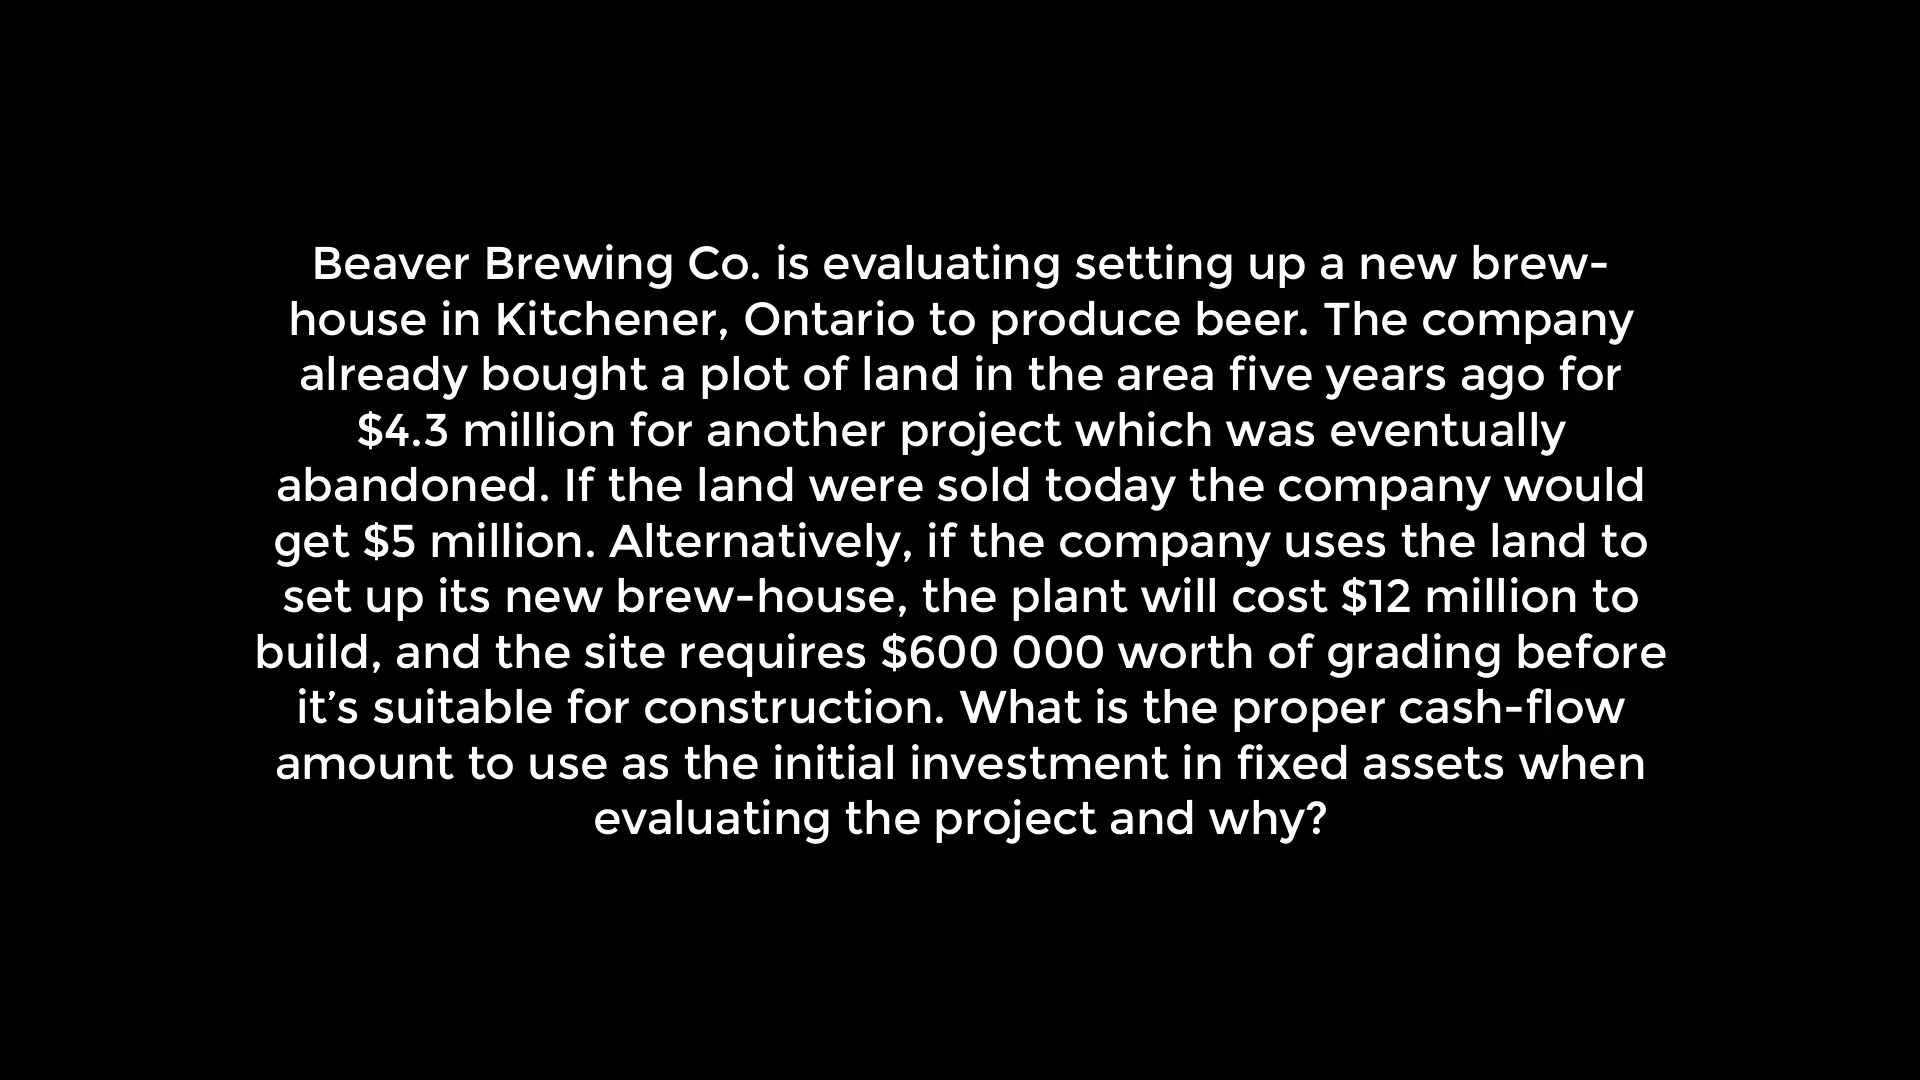 Beaver Brewing Co. is evaluating setting up a new brew-
house in Kitchener, Ontario to produce beer. The company
already bought a plot of land in the area five years ago for
$4.3 million for another project which was eventually
abandoned. If the land were sold today the company would
get $5 million. Alternatively, if the company uses the land to
set up its new brew-house, the plant will cost $12 million to
build, and the site requires $600 000 worth of grading before
it’s suitable for construction. What is the proper cash-flow
amount to use as the initial investment in fixed assets when
evaluating the project and why?